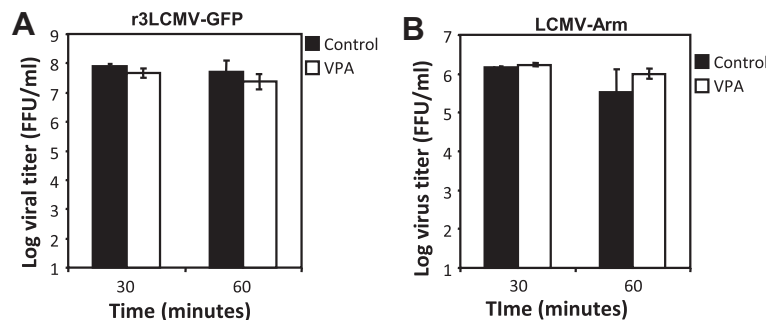 A
r3LCMV-GFP
Log viral titer (FFU/ml)
9
8
7
6
5
4
3
2
1
30
60
Time (minutes)
Control
VPA
B
LCMV-Arm
Log virus titer (FFU/ml)
7
6
5
4
3
2
1
30
60
TIme (minutes)
Control
VPA